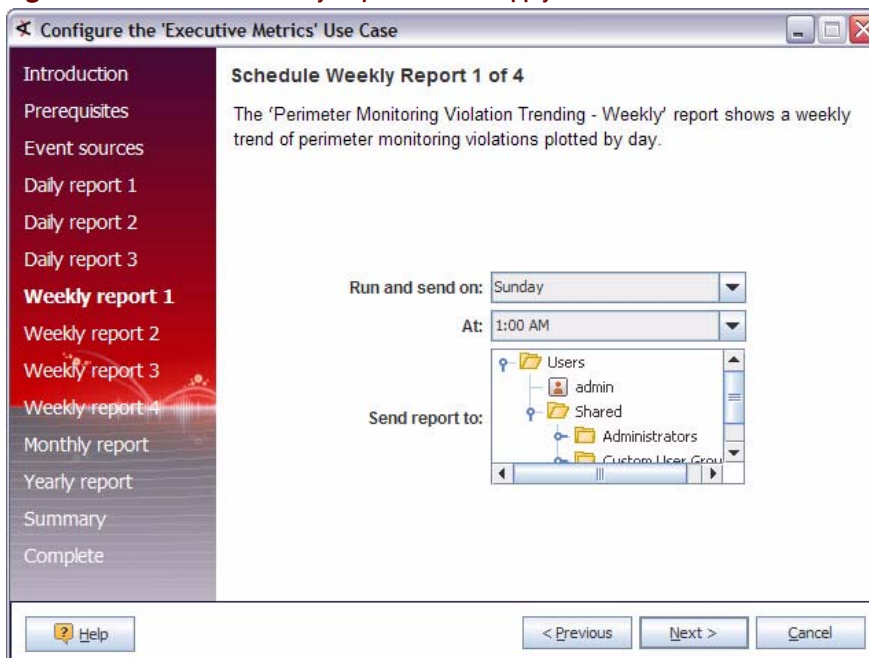 Configure the 'Executive Metrics' Use Case
Introduction
Prerequisites
Event sources
Daily report 1
Daily report 2
Daily report 3
Weekly report 1
Weekly report 2
Weekly report 3
Weekly report 4
Monthly report
Yearly report
Summary
Complete
Schedule Weekly Report 1 of 4
The 'Perimeter Monitoring Violation Trending - Weekly' report shows a weekly
trend of perimeter monitoring violations plotted by day.
Run and send on: Sunday
At: 1:00 AM
Send report to:
Users
admin
Shared
Administrators
Custom User Grou
Help
< Previous
Next >
Cancel